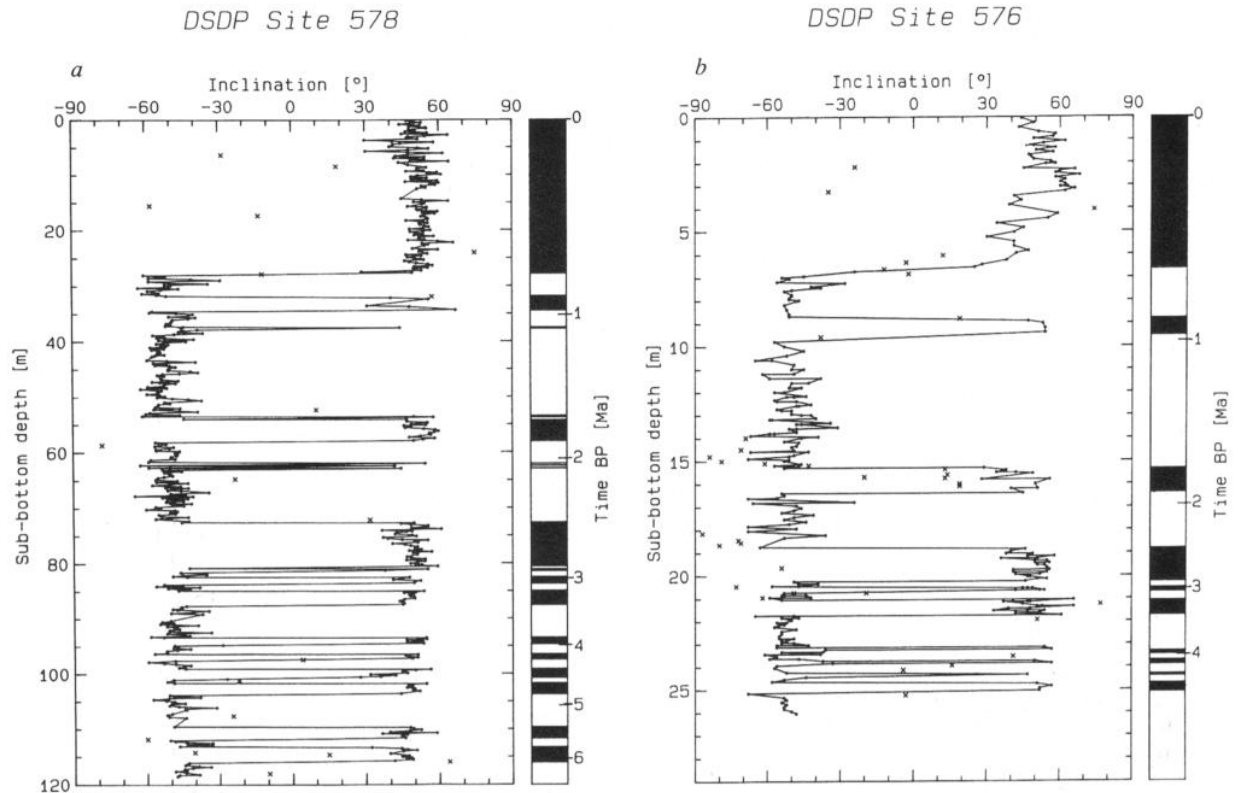 DSDP Site 578
DSDP Site 576
a
Inclination [°]
-90 -60 -30 0 30 60 90
0
20
40
60
80
100
120
Sub-bottom depth [m]
0
1
2
3
4
5
6
Time BP [Ma]
b
Inclination [°]
-90 -60 -30 0 30 60 90
0
5
10
15
20
25
Sub-bottom depth [m]
0
1
2
3
4
Time BP [Ma]